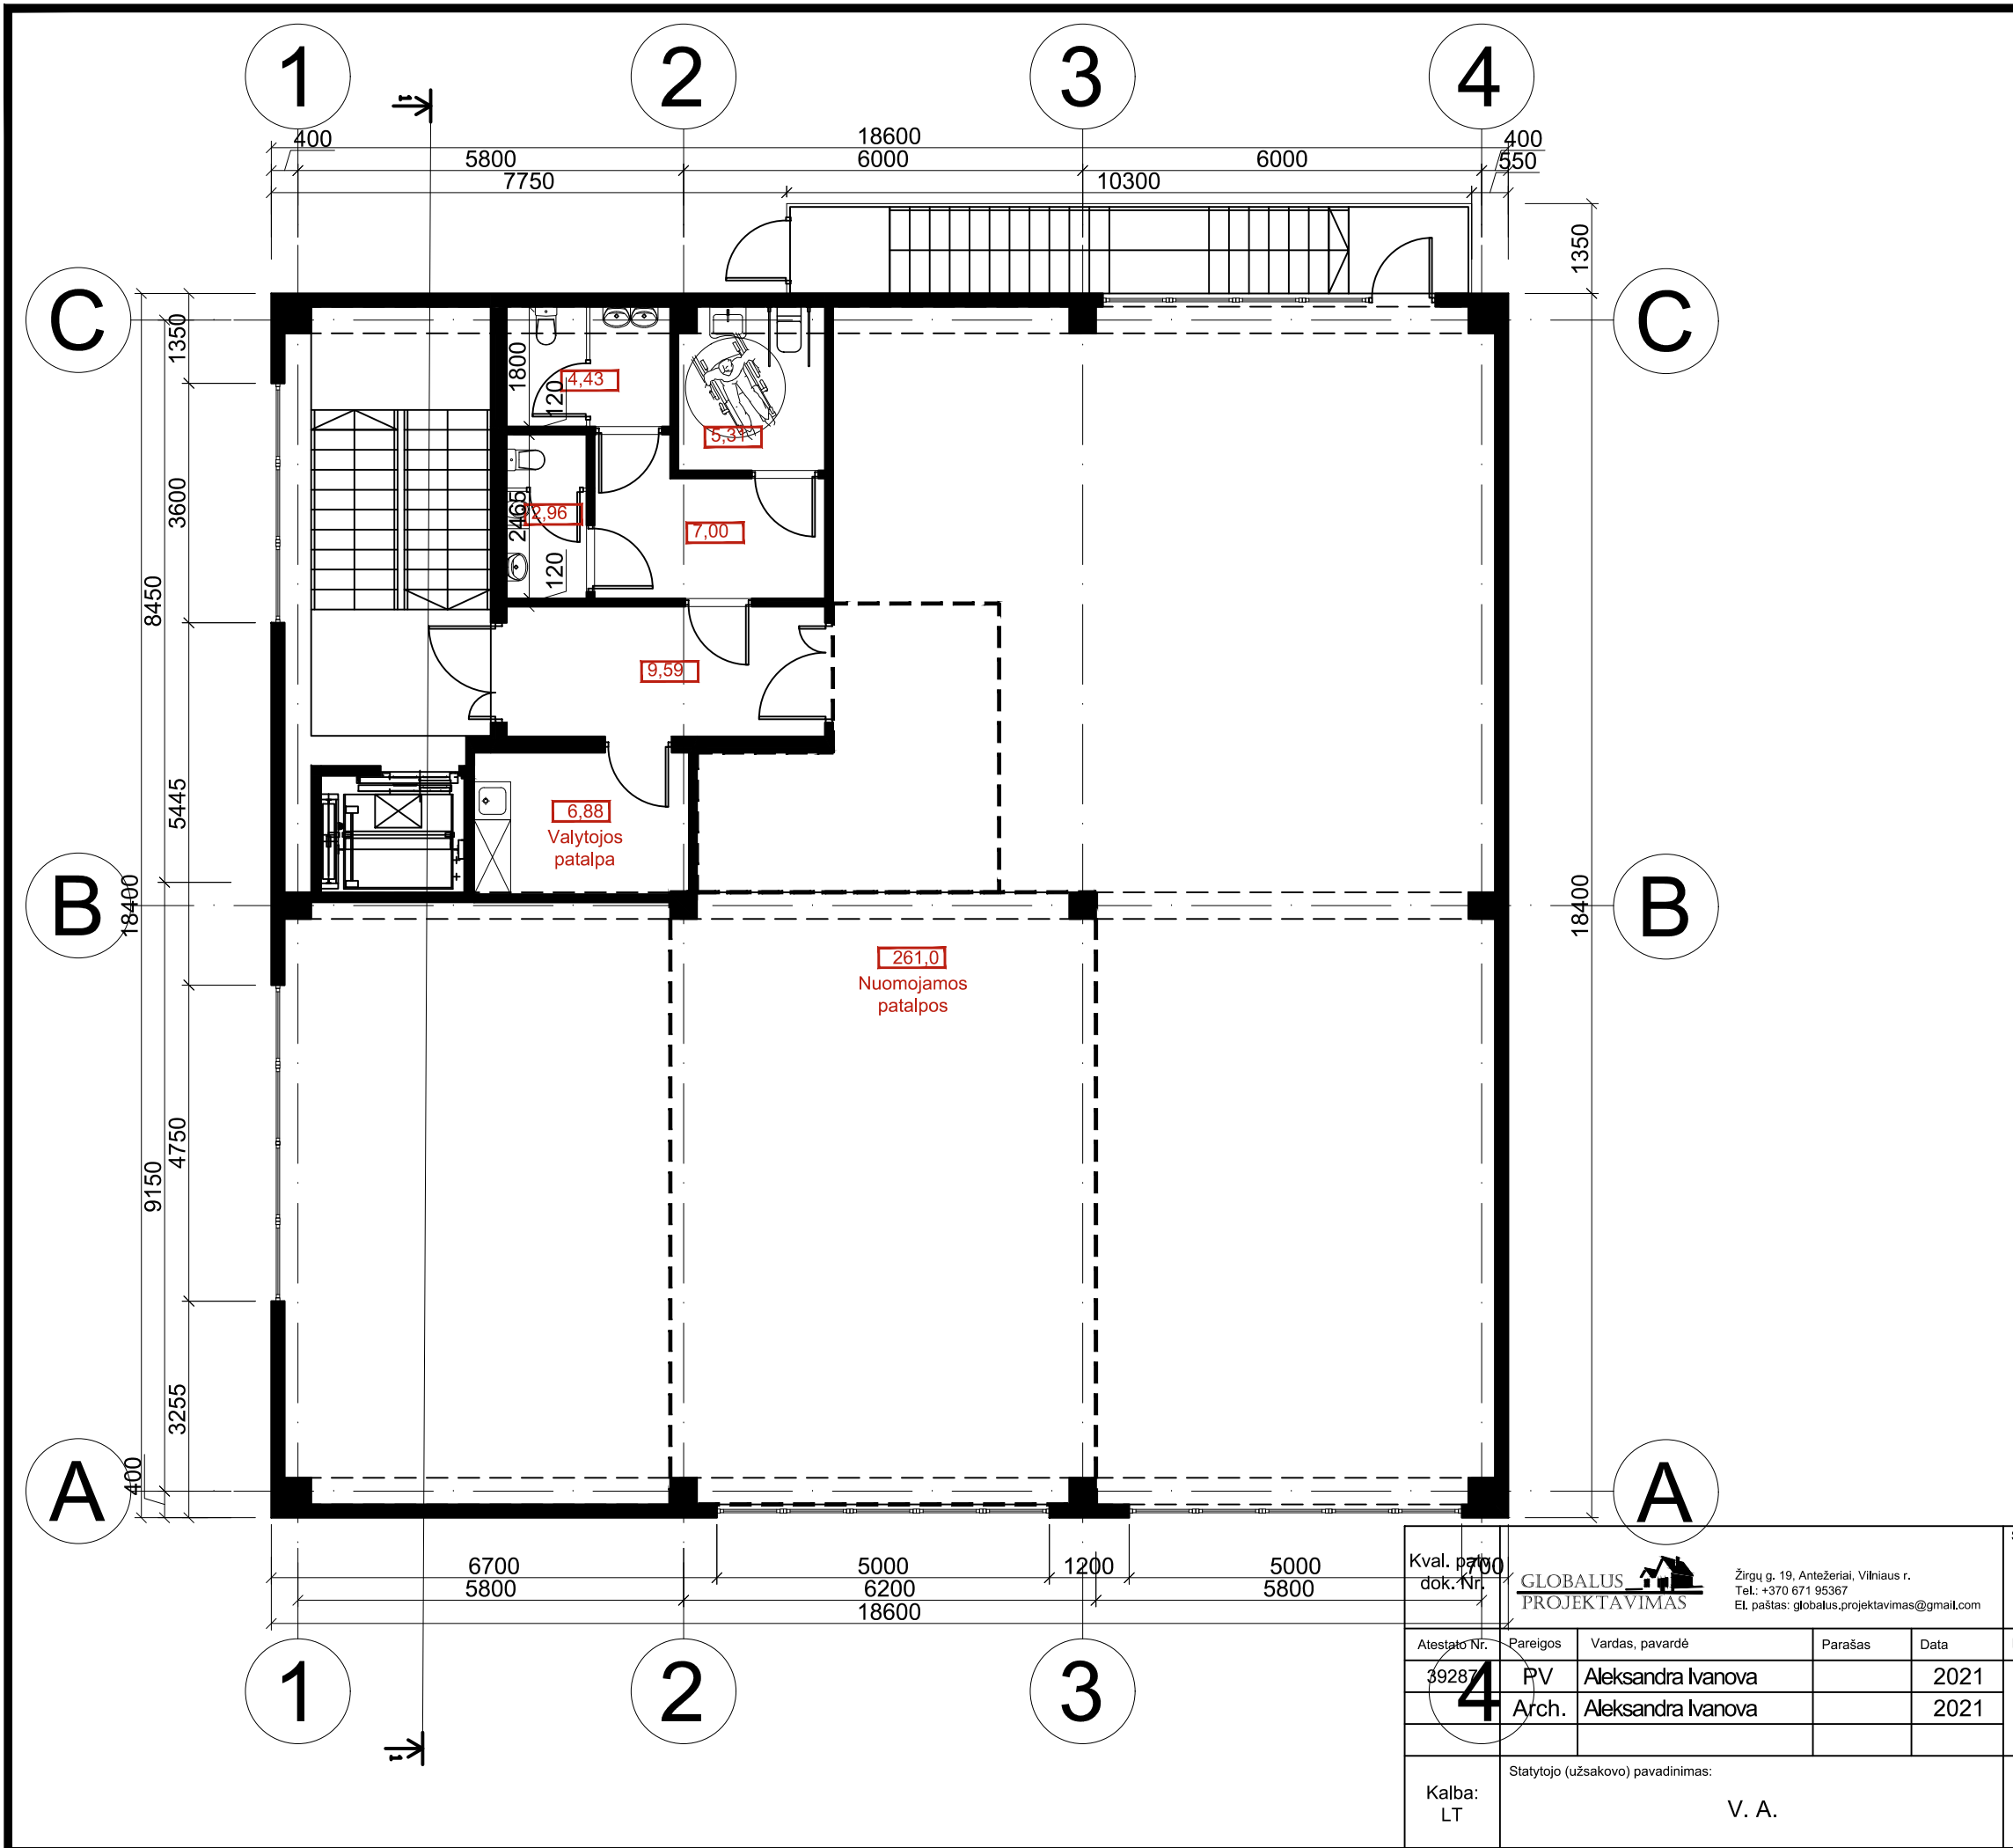 1 2 3 4
1
400 18600 400
5800 6000 6000 550
7750 10300
1350
C C
1350
1800
4,43
120
5,31
3600
2465
2,96
7,00
120
8450
9,59
5445
6,88
Valytojos
patalpa
B B
18400 18400
261,0
Nuomojamos
patalpos
4750
9150
3255
400
A A
6700 5000 1200 5000 700
5800 6200 5800
18600
1 2 3 4
1
Kval. patv.
dok. Nr.
GLOBALUS
PROJEKTAVIMAS
Žirgų g. 19, Antežeriai, Vilniaus r.
Tel.: +370 671 95367
El. paštas: globalus.projektavimas@gmail.com
Atestato Nr. Pareigos Vardas, pavardė Parašas Data
39287 PV Aleksandra Ivanova 2021
Arch. Aleksandra Ivanova 2021
Statytojo (užsakovo) pavadinimas:
Kalba:
LT
V. A.